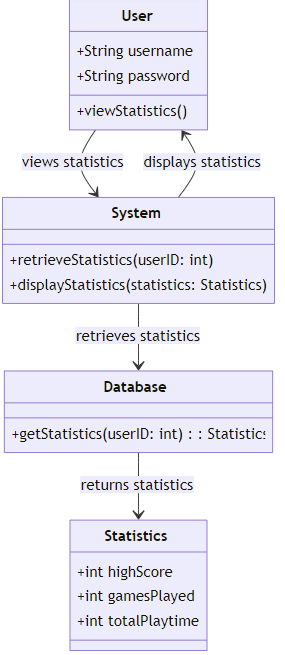 User
+String username
+String password
+viewStatistics()
views statistics
displays statistics
System
+retrieveStatistics(userID: int)
+displayStatistics(statistics: Statistics)
retrieves statistics
Database
+getStatistics(userID: int) : : Statistics
returns statistics
Statistics
+int highScore
+int gamesPlayed
+int totalPlaytime